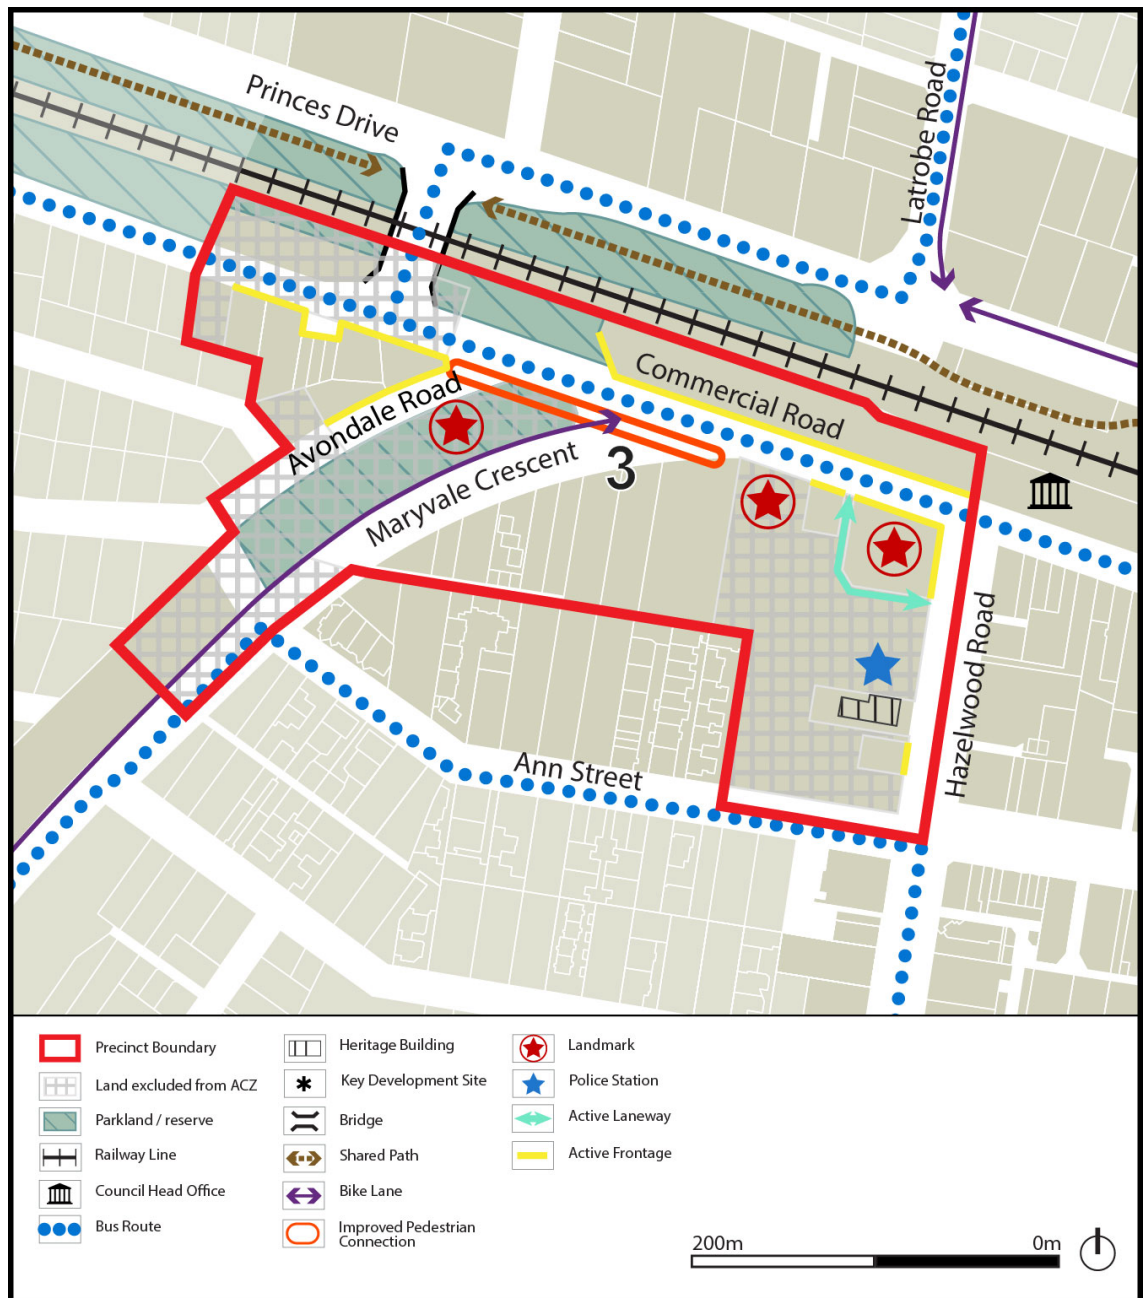 Princes Drive
Latrobe Road
Commercial Road
Avondale Road
Maryvale Crescent
3
Hazelwood Road
Ann Street
Precinct Boundary
Land excluded from ACZ
Parkland / reserve
Railway Line
Council Head Office
Bus Route
Heritage Building
Key Development Site
Bridge
Shared Path
Bike Lane
Improved Pedestrian
Connection
Landmark
Police Station
Active Laneway
Active Frontage
200m 0m